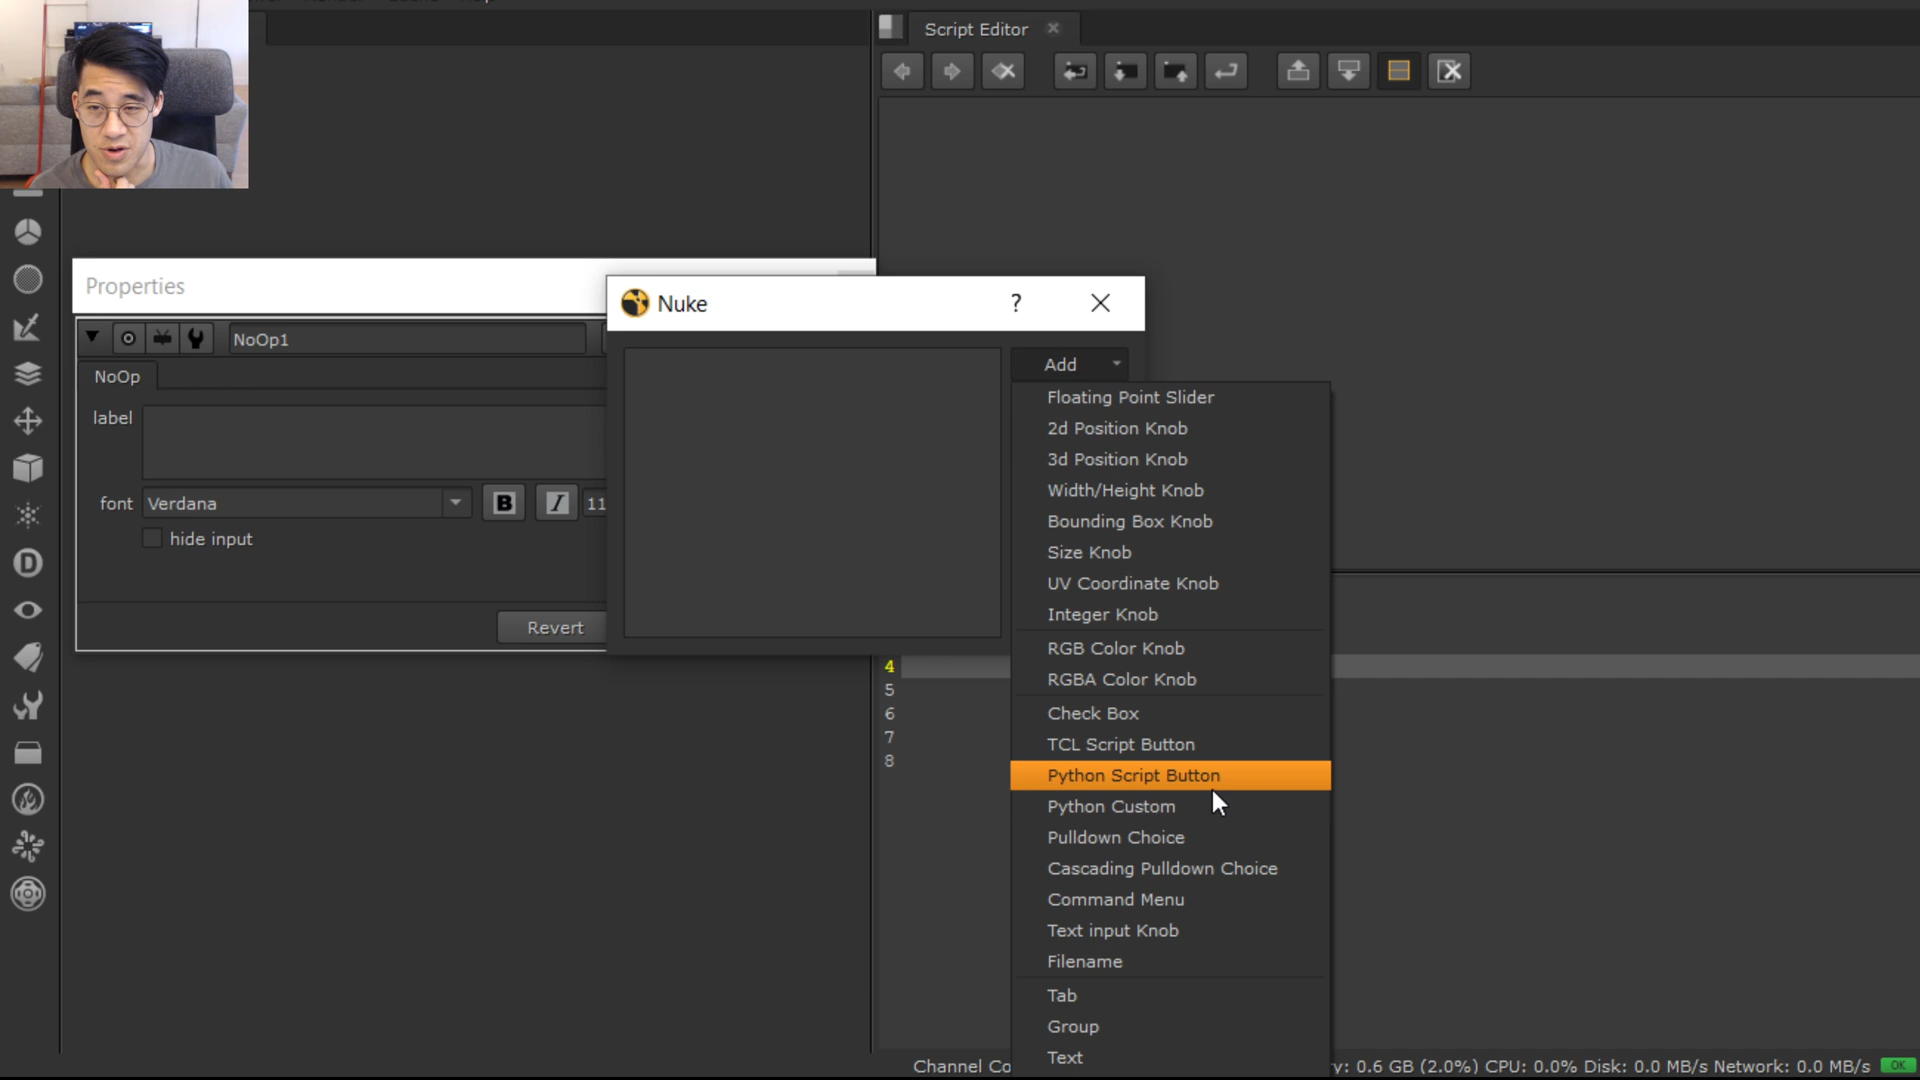 Script Editor
Properties
Nuke
?
NoOp1
Add
NoOp
label
font Verdana
B I 11
hide input
Revert
Floating Point Slider
2d Position Knob
3d Position Knob
Width/Height Knob
Bounding Box Knob
Size Knob
UV Coordinate Knob
Integer Knob
RGB Color Knob
RGBA Color Knob
Check Box
TCL Script Button
Python Script Button
Python Custom
Pulldown Choice
Cascading Pulldown Choice
Command Menu
Text input Knob
Filename
Tab
Group
Text
4
5
6
7
8
D
Channel Co
y: 0.6 GB (2.0%) CPU: 0.0% Disk: 0.0 MB/s Network: 0.0 MB/s OK